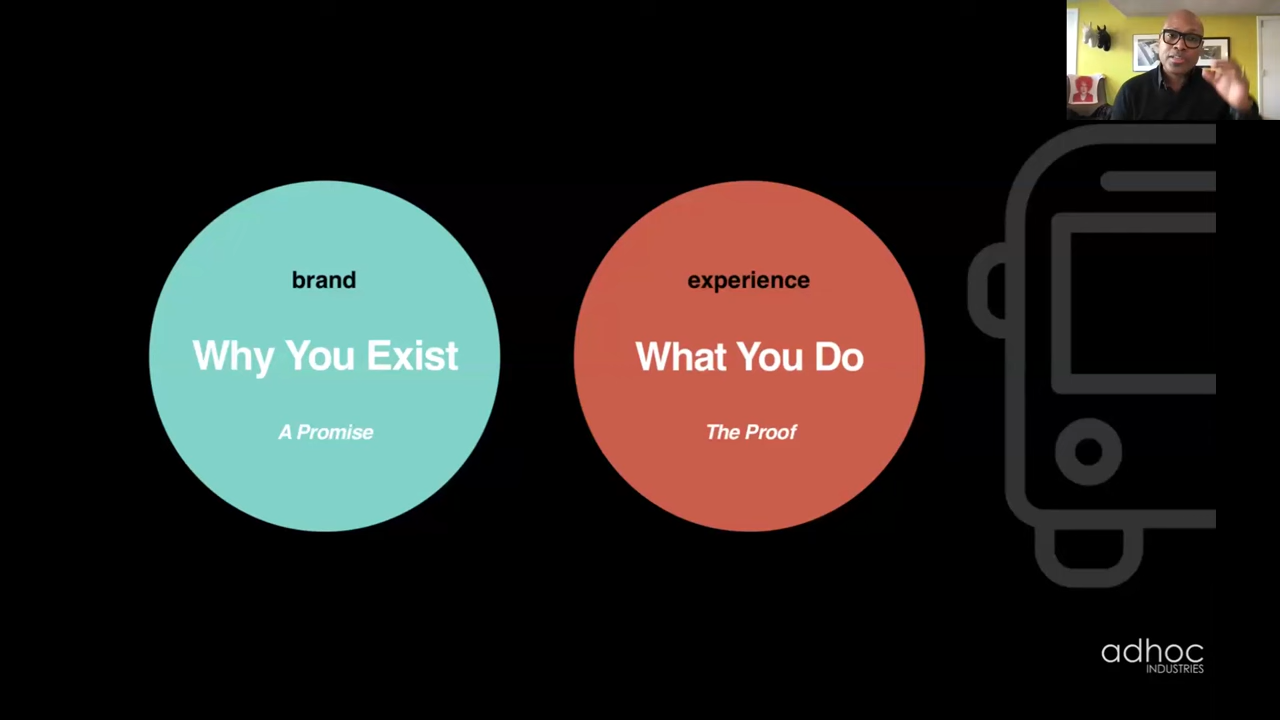 brand
Why You Exist
A Promise
experience
What You Do
The Proof
adhoc
INDUSTRIES